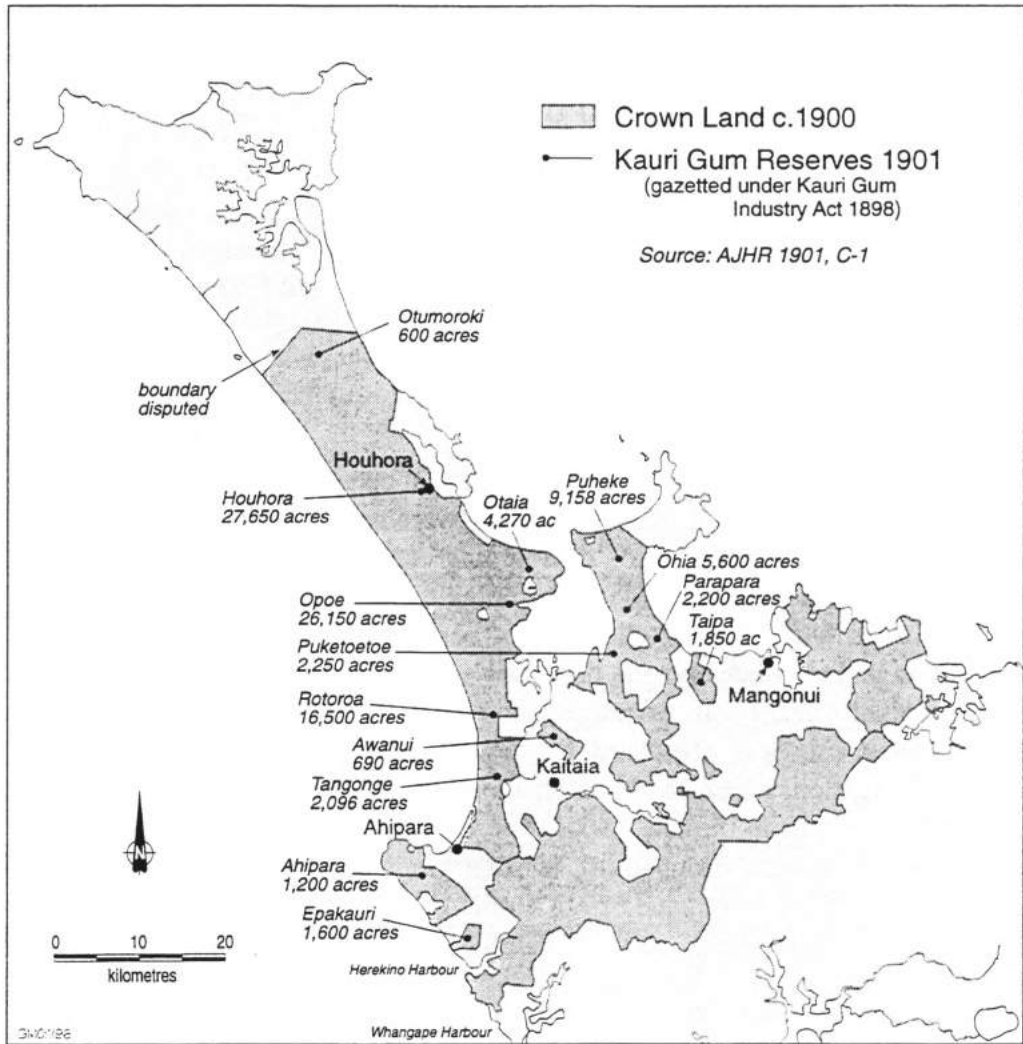 Crown Land c.1900
Kauri Gum Reserves 1901
(gazetted under Kauri Gum
Industry Act 1898)
Source: AJHR 1901, C-1
Otumoroki
600 acres
boundary
disputed
Houhora
Houhora
27,650 acres
Otaia
4,270 ac
Puheke
9,158 acres
Ohia 5,600 acres
Parapara
2,200 acres
Taipa
1,850 ac
Opoe
26,150 acres
Puketoetoe
2,250 acres
Mangonui
Rotoroa
16,500 acres
Awanui
690 acres
Kaitaia
Tangonge
2,096 acres
Ahipara
Ahipara
1,200 acres
Epakauri
1,600 acres
N
0 10 20
kilometres
Herekino Harbour
Whangape Harbour